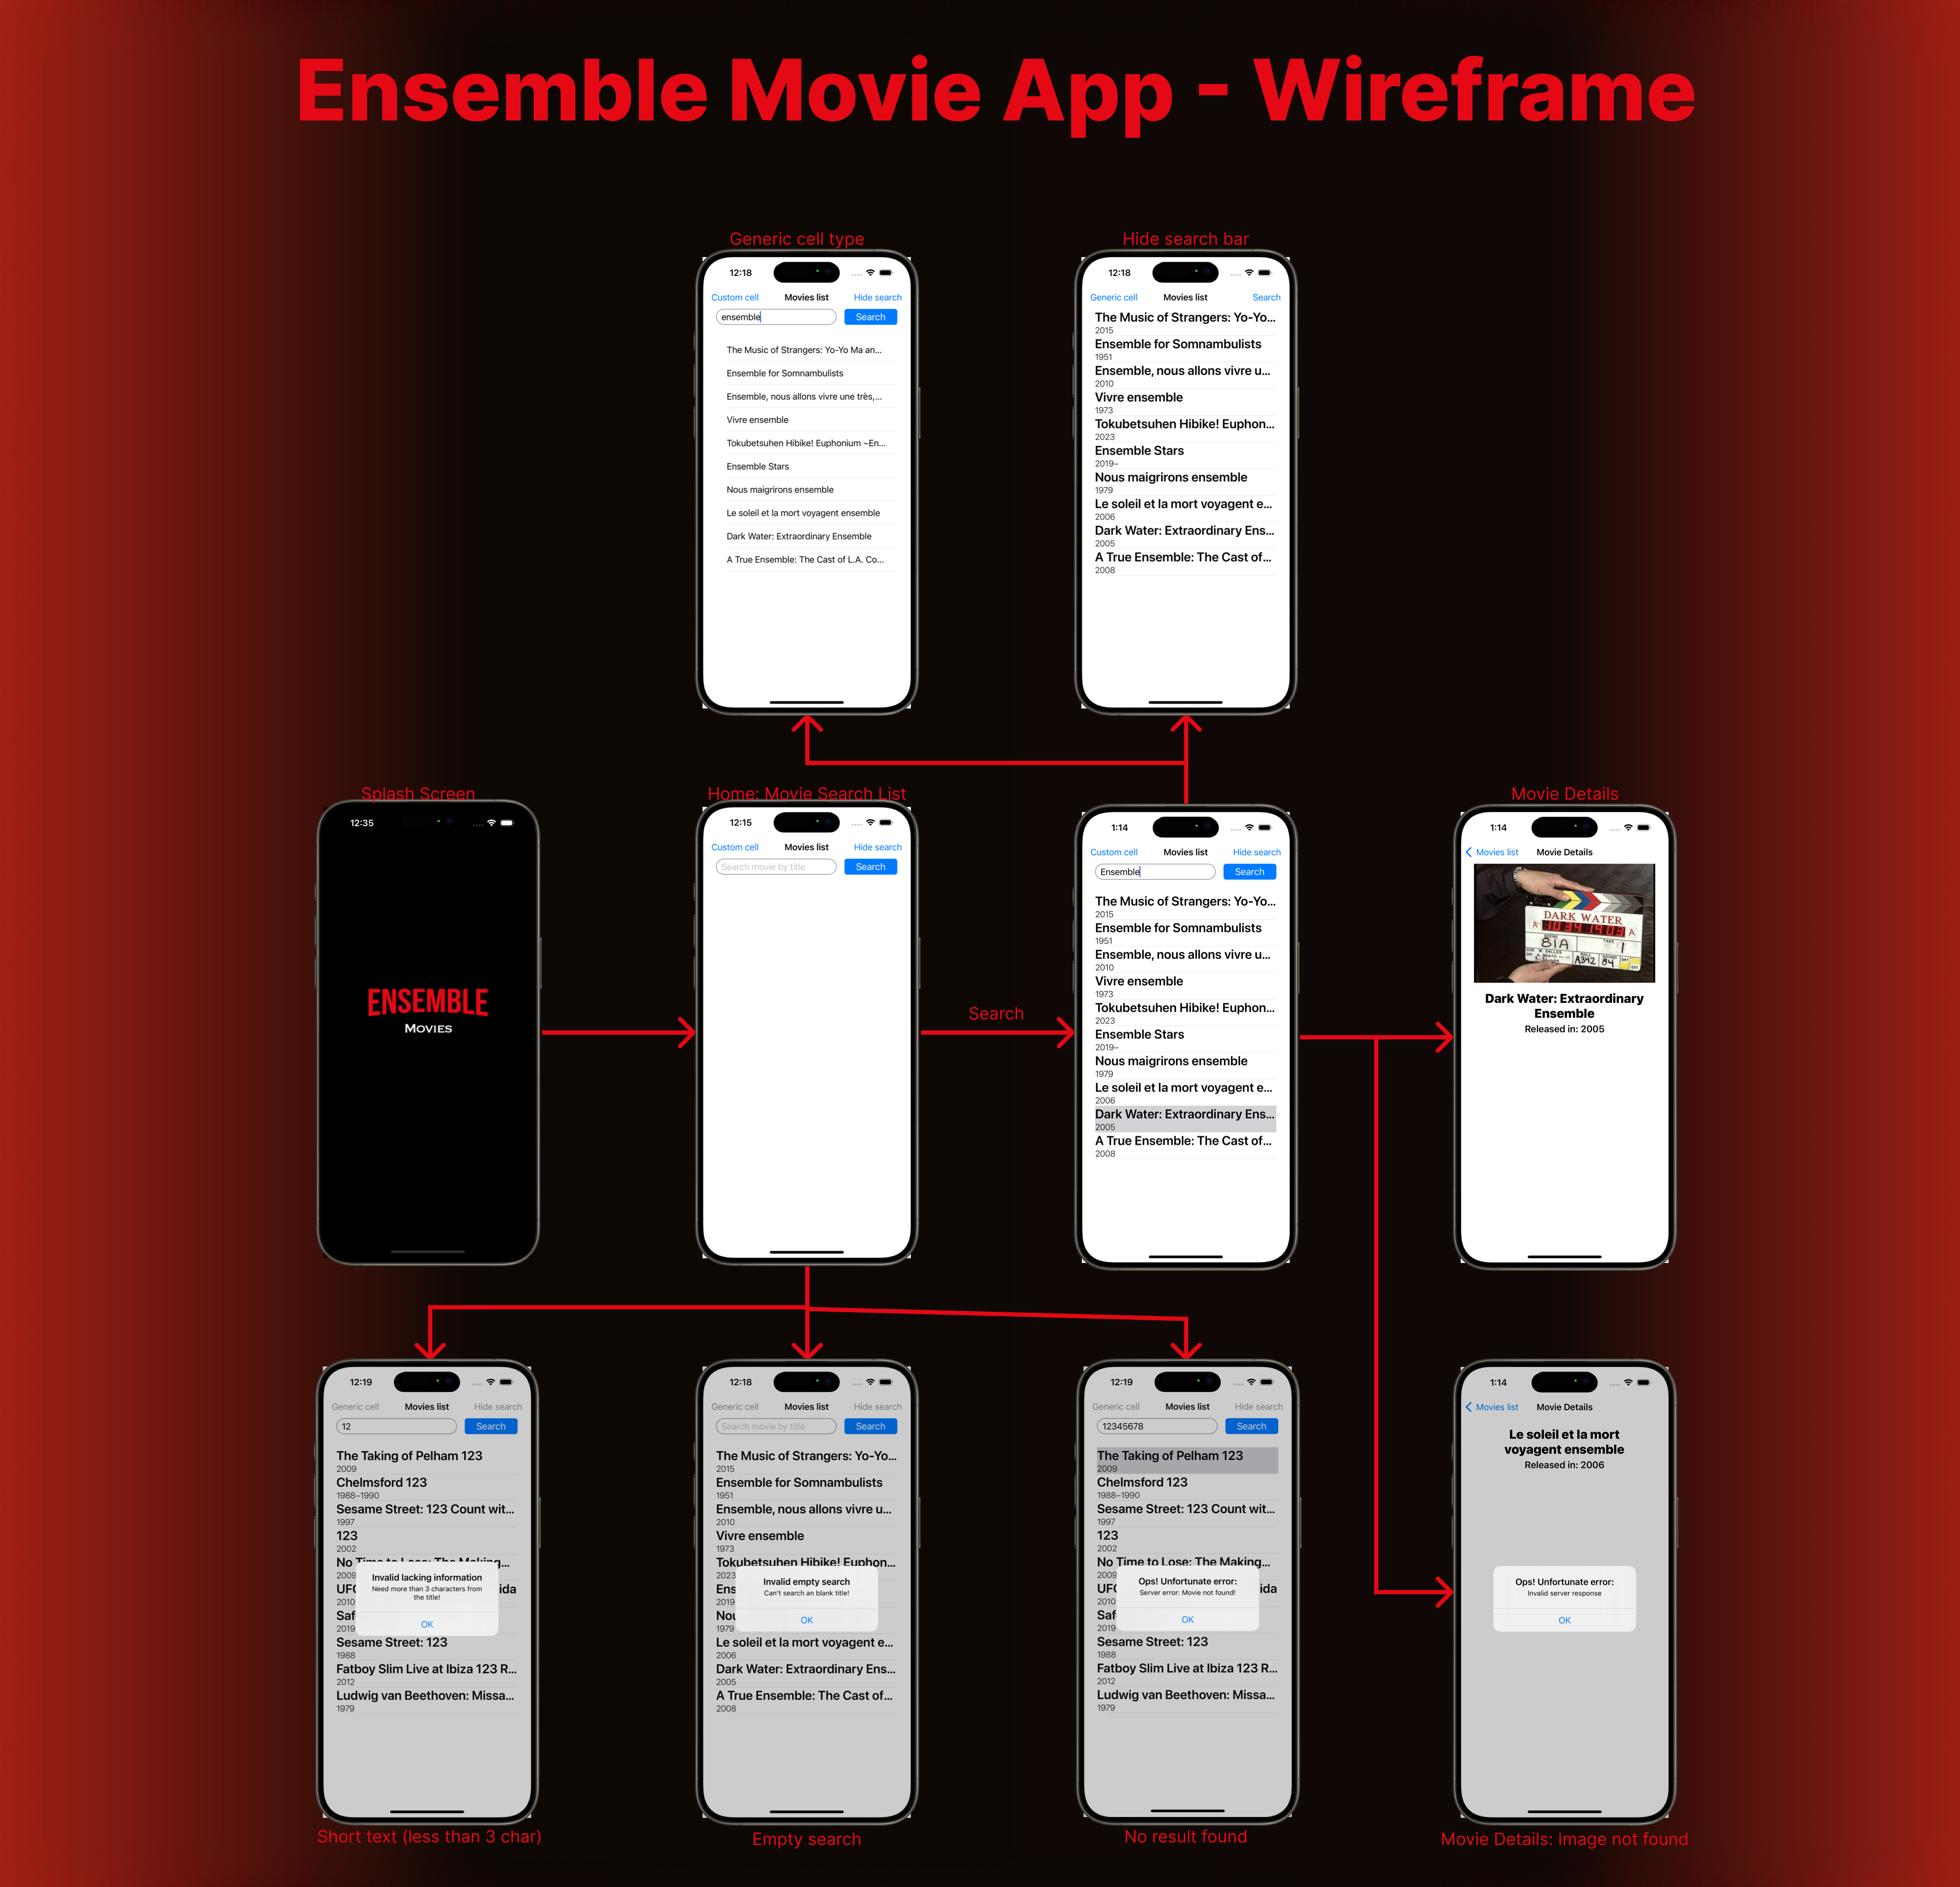 Ensemble Movie App - Wireframe
Generic cell type
12:18
Custom cell Movies list Hide search
ensemble Search
The Music of Strangers: Yo-Yo Ma an...
Ensemble for Somnambulists
Ensemble, nous allons vivre une très,...
Vivre ensemble
Tokubetsuhen Hibike! Euphonium ~En...
Ensemble Stars
Nous maigrirons ensemble
Le soleil et la mort voyagent ensemble
Dark Water: Extraordinary Ensemble
A True Ensemble: The Cast of L.A. Co...
Hide search bar
12:18
Generic cell Movies list Search
The Music of Strangers: Yo-Yo...
2015
Ensemble for Somnambulists
1951
Ensemble, nous allons vivre u...
2010
Vivre ensemble
1973
Tokubetsuhen Hibike! Euphon...
2023
Ensemble Stars
2019–
Nous maigrirons ensemble
1979
Le soleil et la mort voyagent e...
2006
Dark Water: Extraordinary Ens...
2005
A True Ensemble: The Cast of...
2008
Splash Screen
12:35
ENSEMBLE
MOVIES
Home: Movie Search List
12:15
Custom cell Movies list Hide search
Search movie by title Search
Search
1:14
Custom cell Movies list Hide search
Ensemble Search
The Music of Strangers: Yo-Yo...
2015
Ensemble for Somnambulists
1951
Ensemble, nous allons vivre u...
2010
Vivre ensemble
1973
Tokubetsuhen Hibike! Euphon...
2023
Ensemble Stars
2019–
Nous maigrirons ensemble
1979
Le soleil et la mort voyagent e...
2006
Dark Water: Extraordinary Ens...
2005
A True Ensemble: The Cast of...
2008
Movie Details
1:14
Movies list Movie Details
DARK WATER
A A
SCENE TAKE
81A 1
ROLL SOUND
A342 84
Dark Water: Extraordinary
Ensemble
Released in: 2005
12:19
Generic cell Movies list Hide search
12 Search
The Taking of Pelham 123
2009
Chelmsford 123
1988–1990
Sesame Street: 123 Count wit...
1997
123
2002
No Time to Lose: The Making...
2009
UFC ida
2010
Saf
2019
Invalid lacking information
Need more than 3 characters from
the title!
OK
Sesame Street: 123
1988
Fatboy Slim Live at Ibiza 123 R...
2012
Ludwig van Beethoven: Missa...
1979
Short text (less than 3 char)
12:18
Generic cell Movies list Hide search
Search movie by title Search
The Music of Strangers: Yo-Yo...
2015
Ensemble for Somnambulists
1951
Ensemble, nous allons vivre u...
2010
Vivre ensemble
1973
Tokubetsuhen Hibike! Euphon...
2023
Ens
2019
Nou
1979
Invalid empty search
Can't search an blank title!
OK
Le soleil et la mort voyagent e...
2006
Dark Water: Extraordinary Ens...
2005
A True Ensemble: The Cast of...
2008
Empty search
12:19
Generic cell Movies list Hide search
12345678 Search
The Taking of Pelham 123
2009
Chelmsford 123
1988–1990
Sesame Street: 123 Count wit...
1997
123
2002
No Time to Lose: The Making...
2009
UFC ida
2010
Saf
2019
Ops! Unfortunate error:
Server error: Movie not found!
OK
Sesame Street: 123
1988
Fatboy Slim Live at Ibiza 123 R...
2012
Ludwig van Beethoven: Missa...
1979
No result found
1:14
Movies list Movie Details
Le soleil et la mort
voyagent ensemble
Released in: 2006
Ops! Unfortunate error:
Invalid server response
OK
Movie Details: Image not found